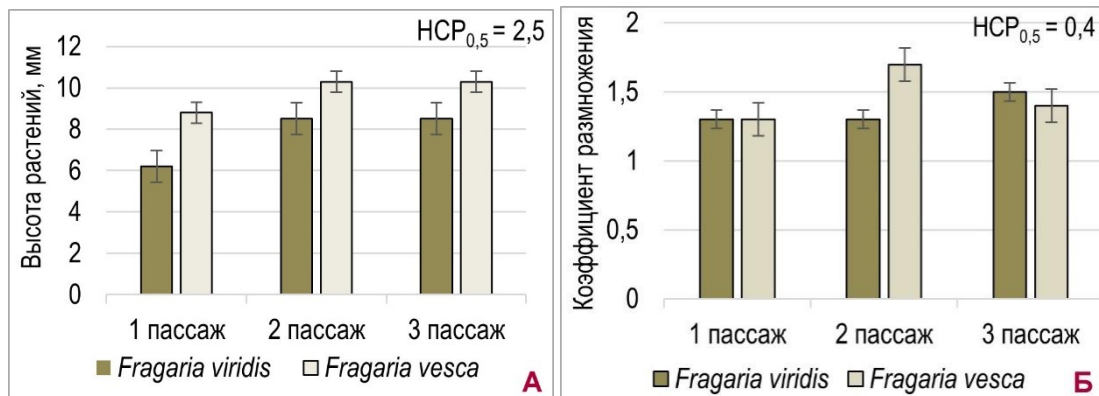 НСР0,5 = 2,5
Высота растений, мм
12
10
8
6
4
2
0
1 пассаж 2 пассаж 3 пассаж
Fragaria viridis Fragaria vesca
А
НСР0,5 = 0,4
Коэффициент размножения
2
1,5
1
0,5
0
1 пассаж 2 пассаж 3 пассаж
Fragaria viridis Fragaria vesca
Б